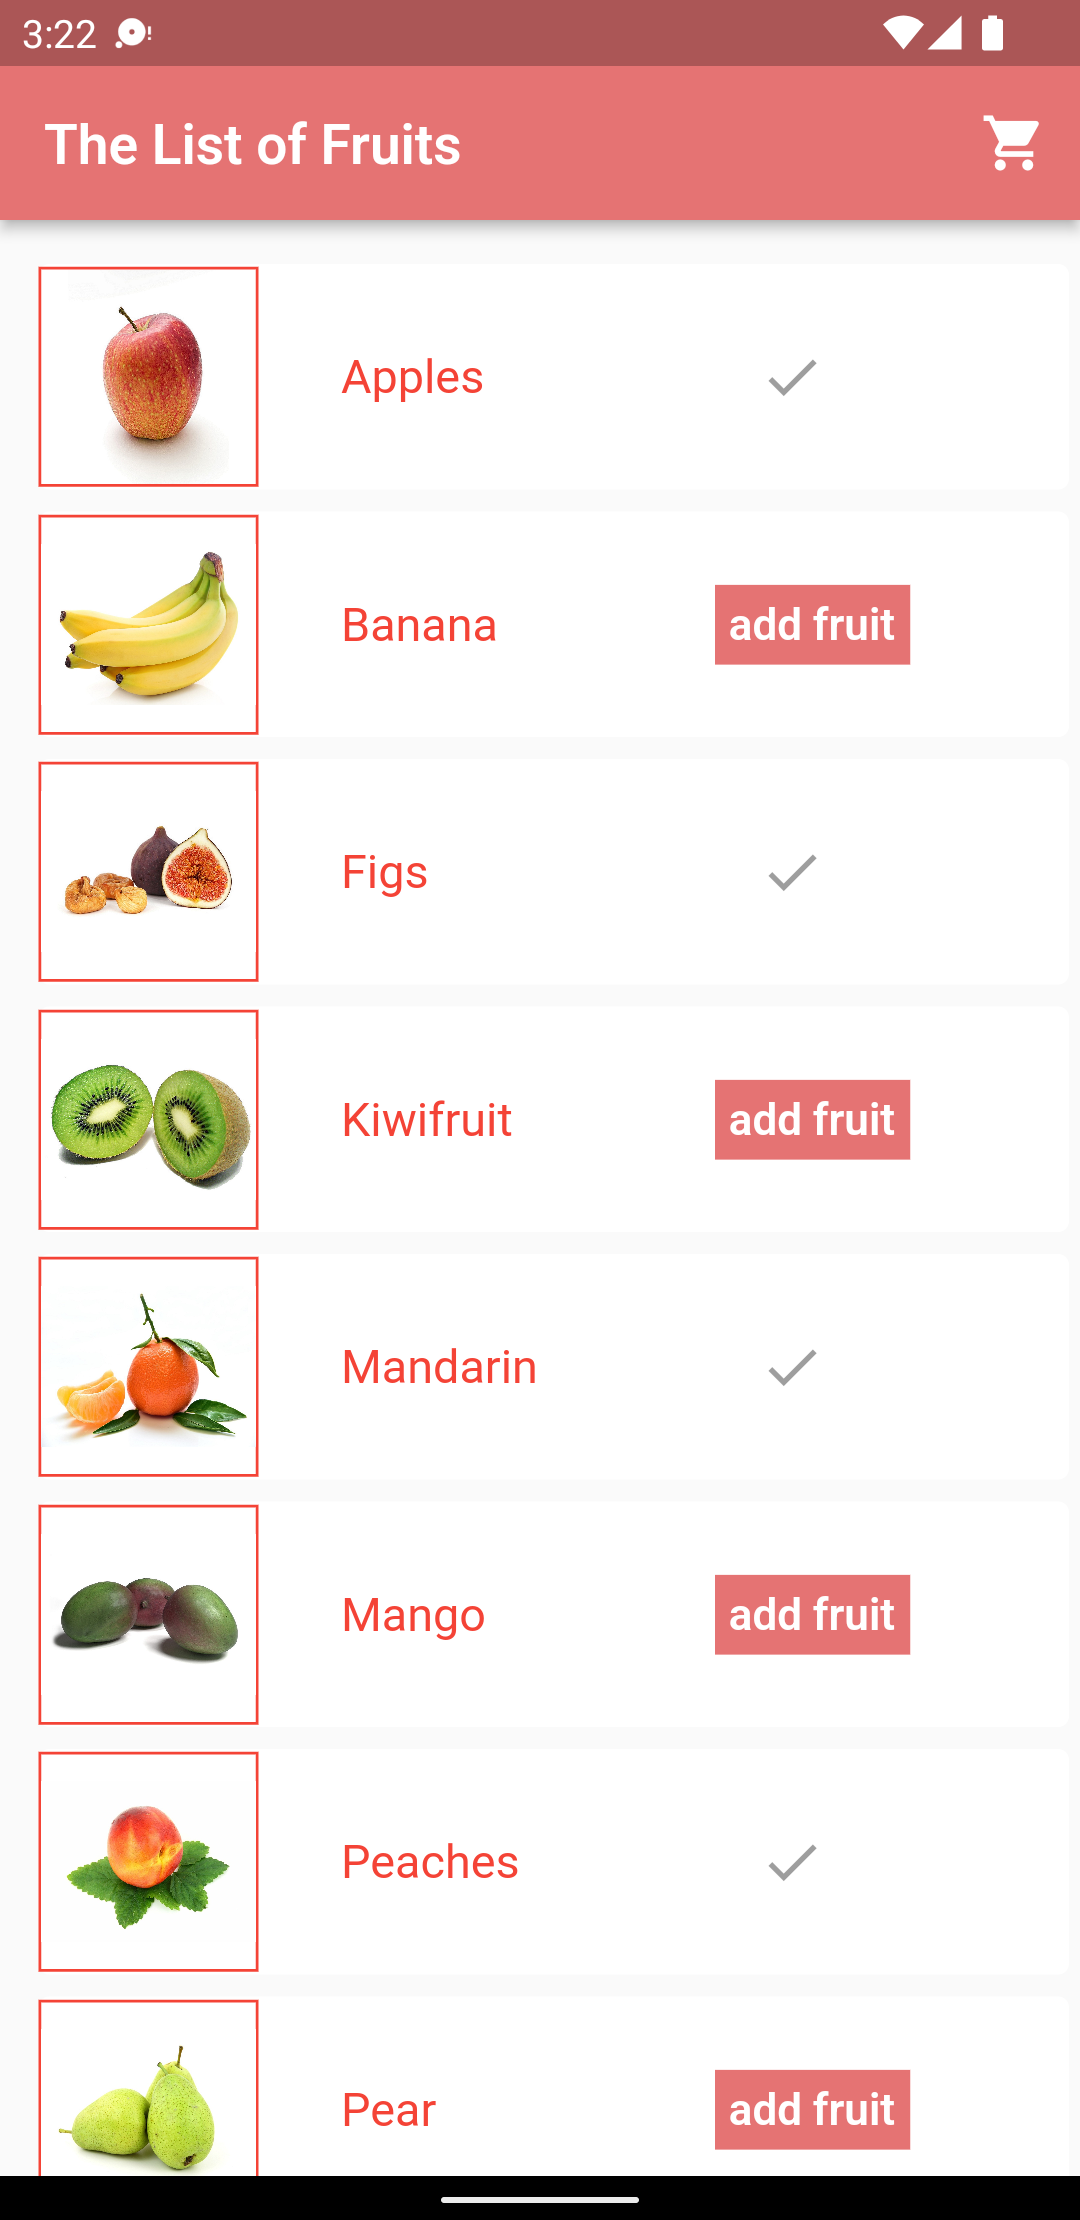 3:22
The List of Fruits
Apples
Banana
add fruit
Figs
Kiwifruit
add fruit
Mandarin
Mango
add fruit
Peaches
Pear
add fruit